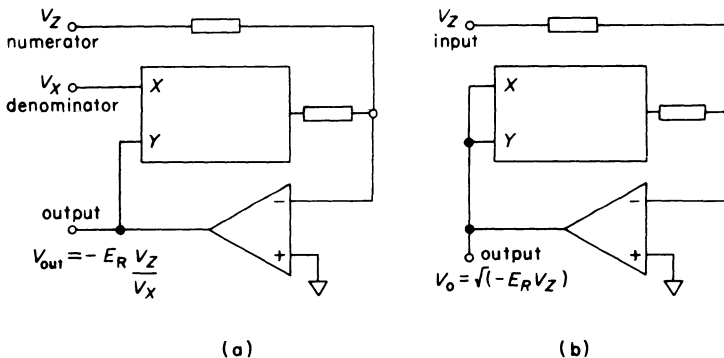 V_Z
numerator
V_X
denominator
X
Y
−
+
output
V_out = − E_R V_Z / V_X
(a)
V_Z
input
X
Y
−
+
output
V_o = √(−E_R V_Z)
(b)